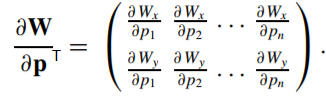 ∂W/∂p^T = ( ∂W_x/∂p_1 ∂W_x/∂p_2 ... ∂W_x/∂p_n
∂W_y/∂p_1 ∂W_y/∂p_2 ... ∂W_y/∂p_n ) .